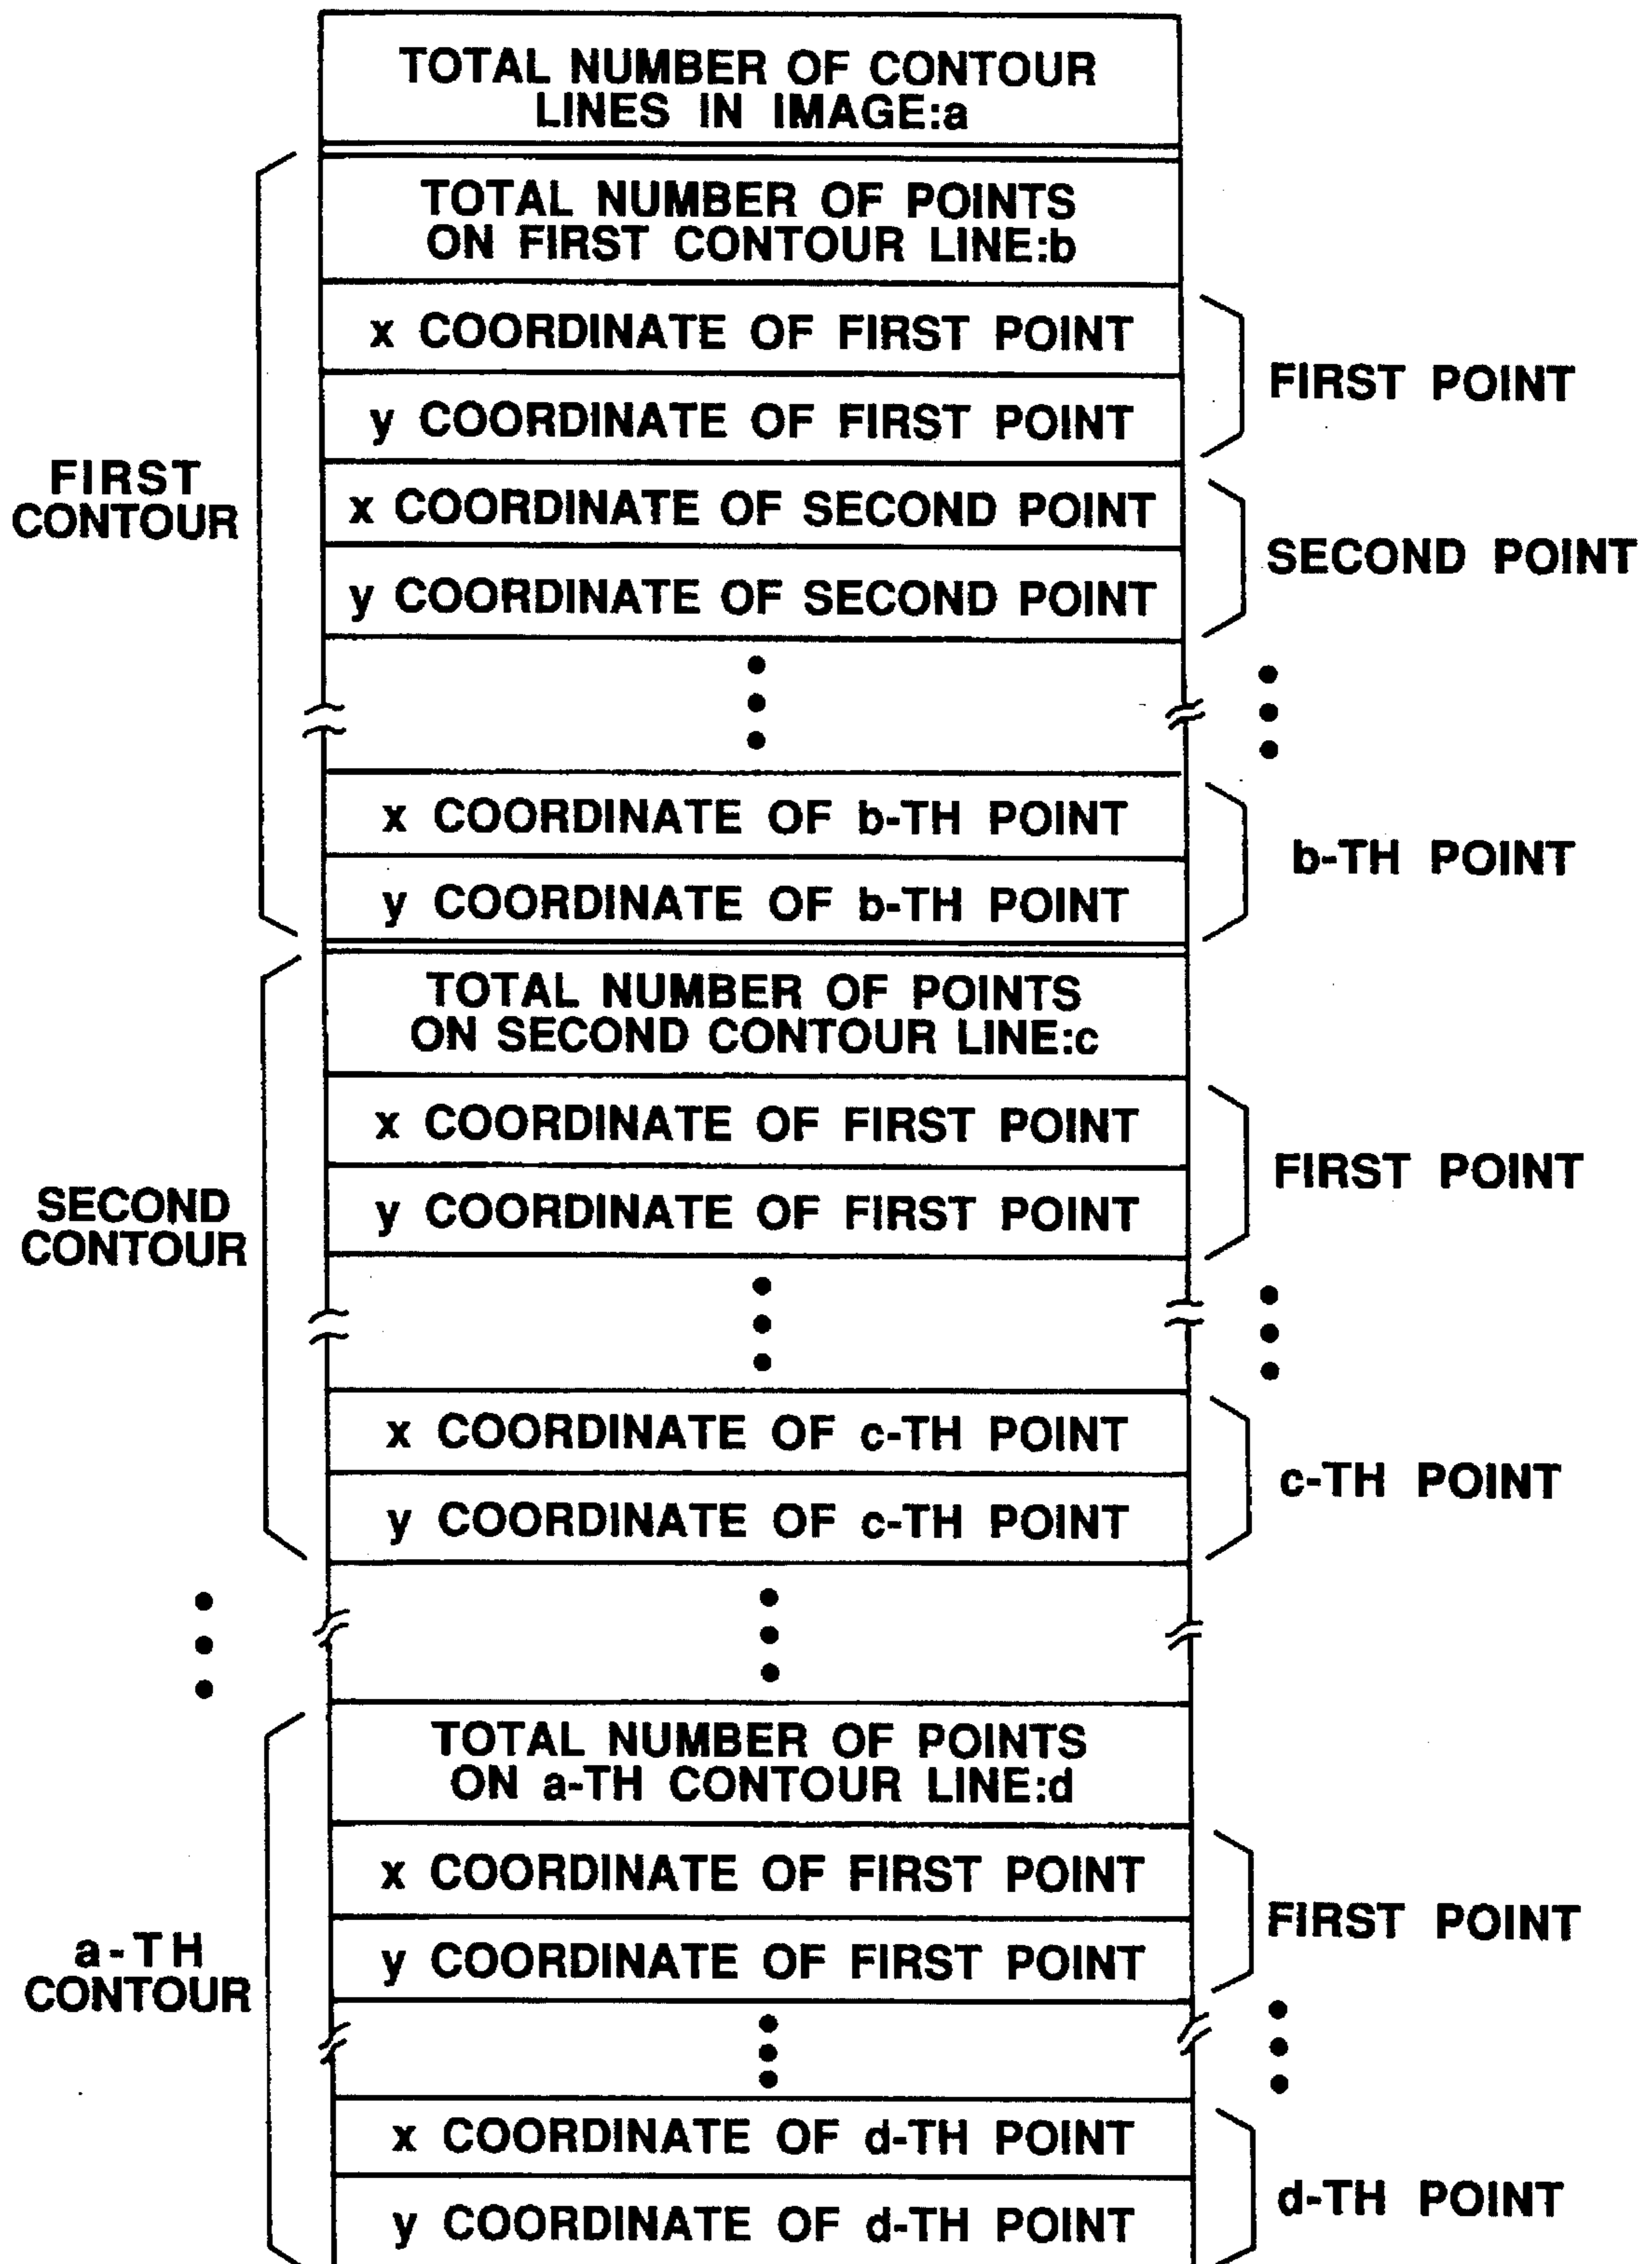 TOTAL NUMBER OF CONTOUR
LINES IN IMAGE:a
TOTAL NUMBER OF POINTS
ON FIRST CONTOUR LINE:b
x COORDINATE OF FIRST POINT
y COORDINATE OF FIRST POINT
FIRST POINT
FIRST
CONTOUR
x COORDINATE OF SECOND POINT
y COORDINATE OF SECOND POINT
SECOND POINT
x COORDINATE OF b-TH POINT
y COORDINATE OF b-TH POINT
b-TH POINT
TOTAL NUMBER OF POINTS
ON SECOND CONTOUR LINE:c
x COORDINATE OF FIRST POINT
y COORDINATE OF FIRST POINT
FIRST POINT
SECOND
CONTOUR
x COORDINATE OF c-TH POINT
y COORDINATE OF c-TH POINT
c-TH POINT
TOTAL NUMBER OF POINTS
ON a-TH CONTOUR LINE:d
x COORDINATE OF FIRST POINT
y COORDINATE OF FIRST POINT
FIRST POINT
a-TH
CONTOUR
x COORDINATE OF d-TH POINT
y COORDINATE OF d-TH POINT
d-TH POINT